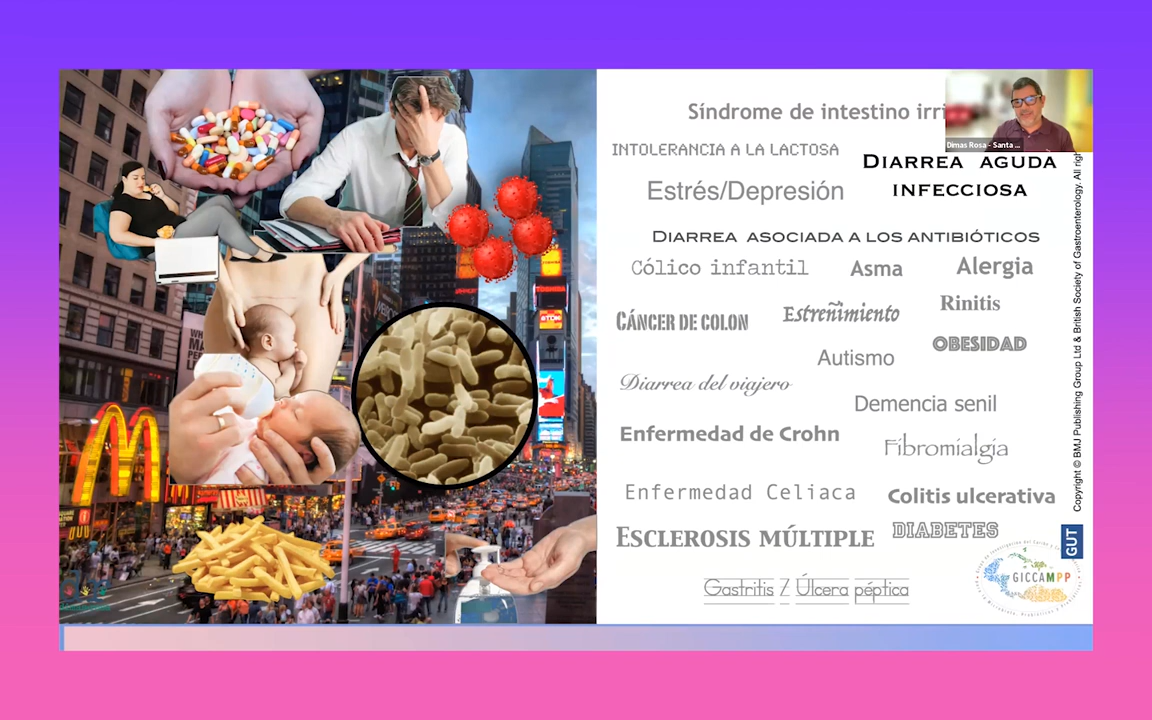 Síndrome de intestino irri
Dimas Rosa - Santa ...
INTOLERANCIA A LA LACTOSA
DIARREA AGUDA
INFECCIOSA
Estrés/Depresión
DIARREA ASOCIADA A LOS ANTIBIÓTICOS
Cólico infantil
Asma
Alergia
CÁNCER DE COLON
Estreñimiento
Rinitis
Autismo
OBESIDAD
Diarrea del viajero
Demencia senil
Enfermedad de Crohn
Fibromialgia
Enfermedad Celiaca
Colitis ulcerativa
ESCLEROSIS MÚLTIPLE
DIABETES
Gastritis / Úlcera péptica
Copyright © BMJ Publishing Group Ltd & British Society of Gastroenterology. All rig
GUT
GICCAMPP
TDK